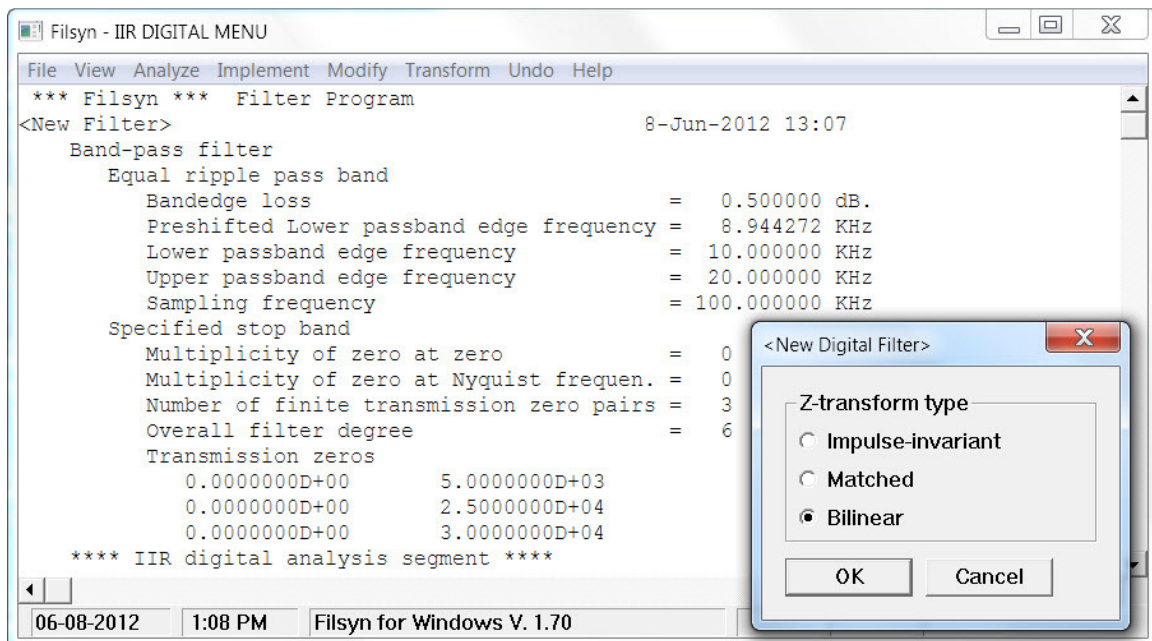 Filsyn - IIR DIGITAL MENU
File View Analyze Implement Modify Transform Undo Help
*** Filsyn *** Filter Program
<New Filter> 8-Jun-2012 13:07
Band-pass filter
Equal ripple pass band
Bandedge loss = 0.500000 dB.
Preshifted Lower passband edge frequency = 8.944272 KHz
Lower passband edge frequency = 10.000000 KHz
Upper passband edge frequency = 20.000000 KHz
Sampling frequency = 100.000000 KHz
Specified stop band
Multiplicity of zero at zero = 0
Multiplicity of zero at Nyquist frequen. = 0
Number of finite transmission zero pairs = 3
Overall filter degree = 6
Transmission zeros
0.0000000D+00 5.0000000D+03
0.0000000D+00 2.5000000D+04
0.0000000D+00 3.0000000D+04
**** IIR digital analysis segment ****
<New Digital Filter>
Z-transform type
Impulse-invariant
Matched
Bilinear
OK Cancel
06-08-2012 1:08 PM Filsyn for Windows V. 1.70